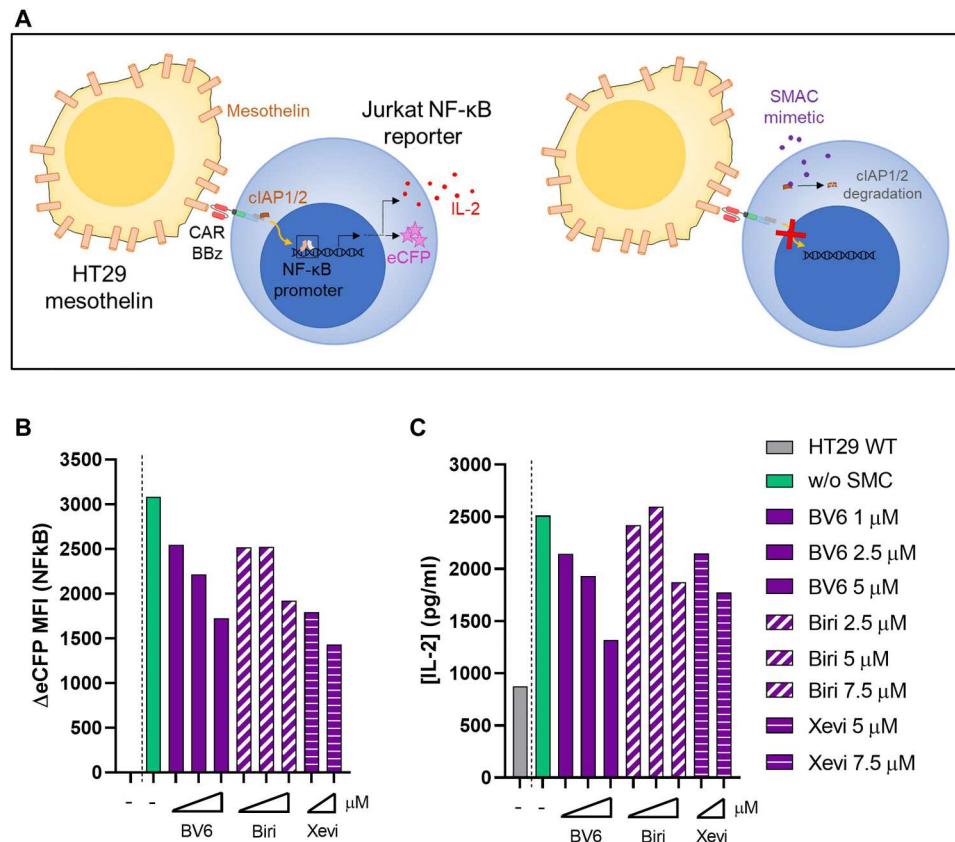 A
Mesothelin
Jurkat NF-κB
reporter
cIAP1/2
IL-2
CAR
BBz
eCFP
NF-κB
promoter
HT29
mesothelin
SMAC
mimetic
cIAP1/2
degradation
B
ΔeCFP MFI (NFkB)
3500
3000
2500
2000
1500
1000
500
0
- - μM
BV6 Biri Xevi
C
[IL-2] (pg/ml)
3000
2500
2000
1500
1000
500
0
- - μM
BV6 Biri Xevi
HT29 WT
w/o SMC
BV6 1 μM
BV6 2.5 μM
BV6 5 μM
Biri 2.5 μM
Biri 5 μM
Biri 7.5 μM
Xevi 5 μM
Xevi 7.5 μM